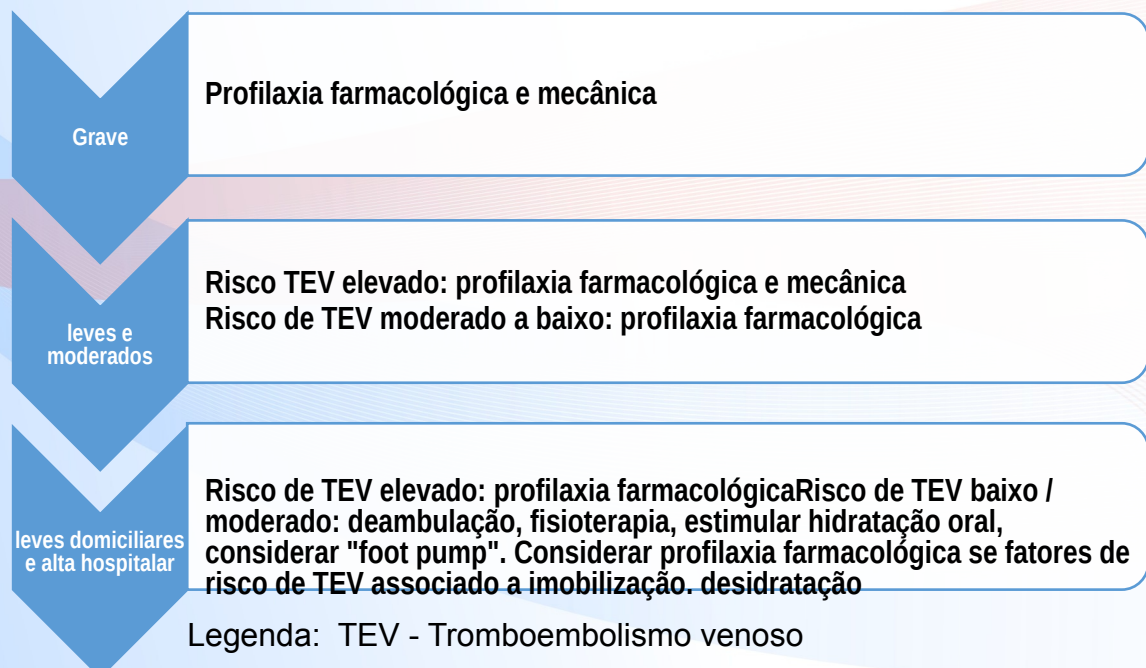 Grave
Profilaxia farmacológica e mecânica
leves e
moderados
Risco TEV elevado: profilaxia farmacológica e mecânica
Risco de TEV moderado a baixo: profilaxia farmacológica
leves domiciliares
e alta hospitalar
Risco de TEV elevado: profilaxia farmacológicaRisco de TEV baixo /
moderado: deambulação, fisioterapia, estimular hidratação oral,
considerar "foot pump". Considerar profilaxia farmacológica se fatores de
risco de TEV associado a imobilização. desidratação
Legenda: TEV - Tromboembolismo venoso